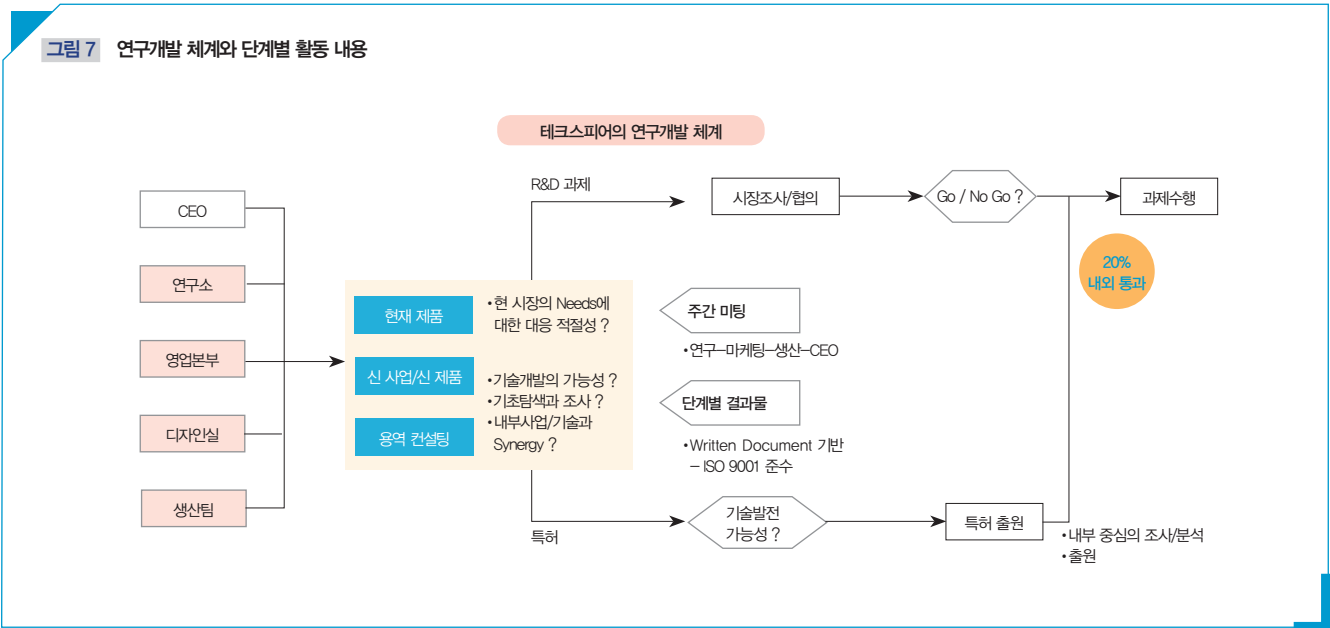 그림 7 연구개발 체계와 단계별 활동 내용
테크스피어의 연구개발 체계
CEO
연구소
영업본부
디자인실
생산팀
현재 제품
신 사업/신 제품
용역 컨설팅
•현 시장의 Needs에
대한 대응 적절성 ?
•기술개발의 가능성 ?
•기초탐색과 조사 ?
•내부사업/기술과
Synergy ?
R&D 과제
시장조사/협의
Go / No Go ?
과제수행
20%
내외 통과
주간 미팅
•연구–마케팅–생산–CEO
단계별 결과물
•Written Document 기반
– ISO 9001 준수
특허
기술발전
가능성 ?
특허 출원
•내부 중심의 조사/분석
•출원